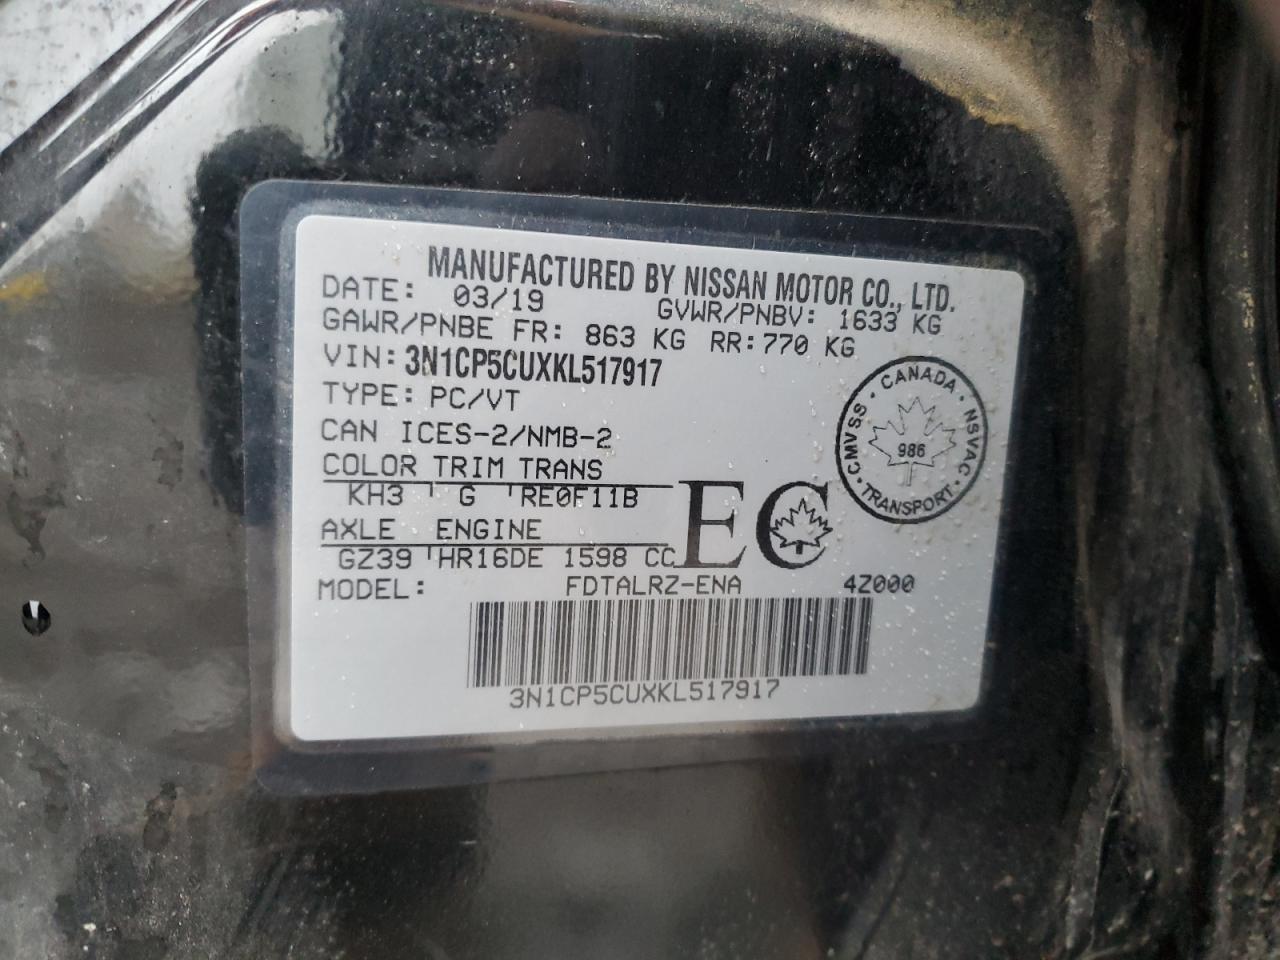 MANUFACTURED BY NISSAN MOTOR CO., LTD.
DATE: 03/19 GVWR/PNBV: 1633 KG
GAWR/PNBE FR: 863 KG RR: 770 KG
VIN: 3N1CP5CUXKL517917
TYPE: PC/VT
CAN ICES-2/NMB-2
COLOR TRIM TRANS
KH3 G RE0F11B
AXLE ENGINE
GZ39 HR16DE 1598 CC
EC
MODEL: FDTALRZ-ENA 4Z000
3N1CP5CUXKL517917
CANADA · NSVAC · TRANSPORT · CMVSS ·
986